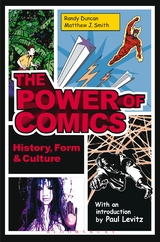 Randy Duncan
Matthew J. Smith
THE
POWER OF
COMICS
History, Form
& Culture
With an
introduction
by Paul Levitz